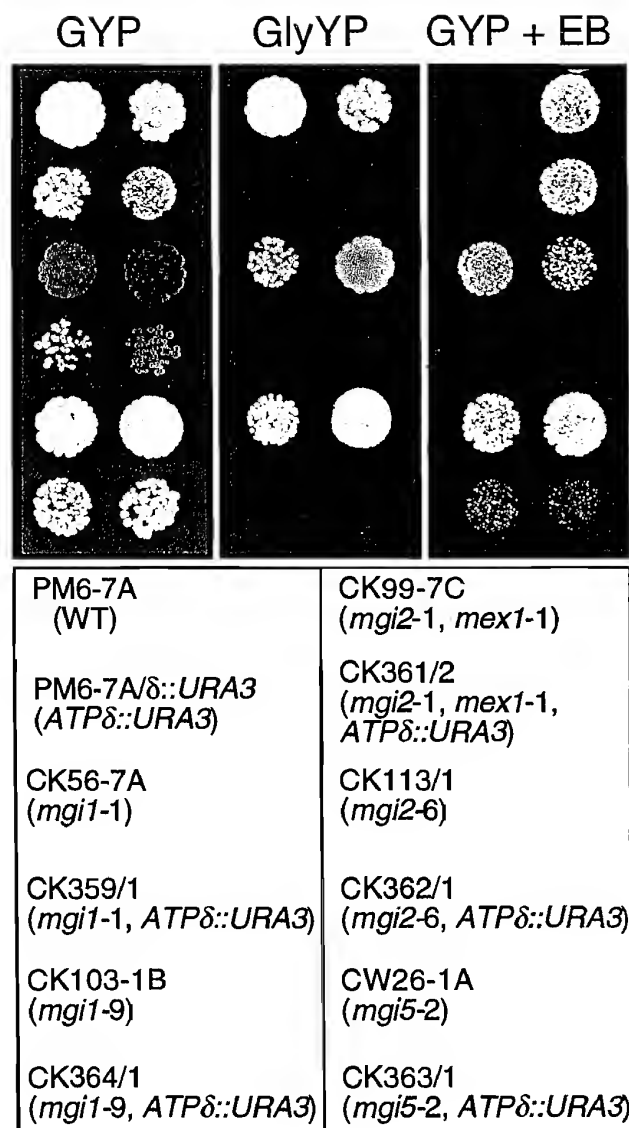 GYP GlyYP GYP + EB
PM6-7A
(WT)
PM6-7A/δ::URA3
(ATPδ::URA3)
CK56-7A
(mgi1-1)
CK359/1
(mgi1-1, ATPδ::URA3)
CK103-1B
(mgi1-9)
CK364/1
(mgi1-9, ATPδ::URA3)
CK99-7C
(mgi2-1, mex1-1)
CK361/2
(mgi2-1, mex1-1,
ATPδ::URA3)
CK113/1
(mgi2-6)
CK362/1
(mgi2-6, ATPδ::URA3)
CW26-1A
(mgi5-2)
CK363/1
(mgi5-2, ATPδ::URA3)